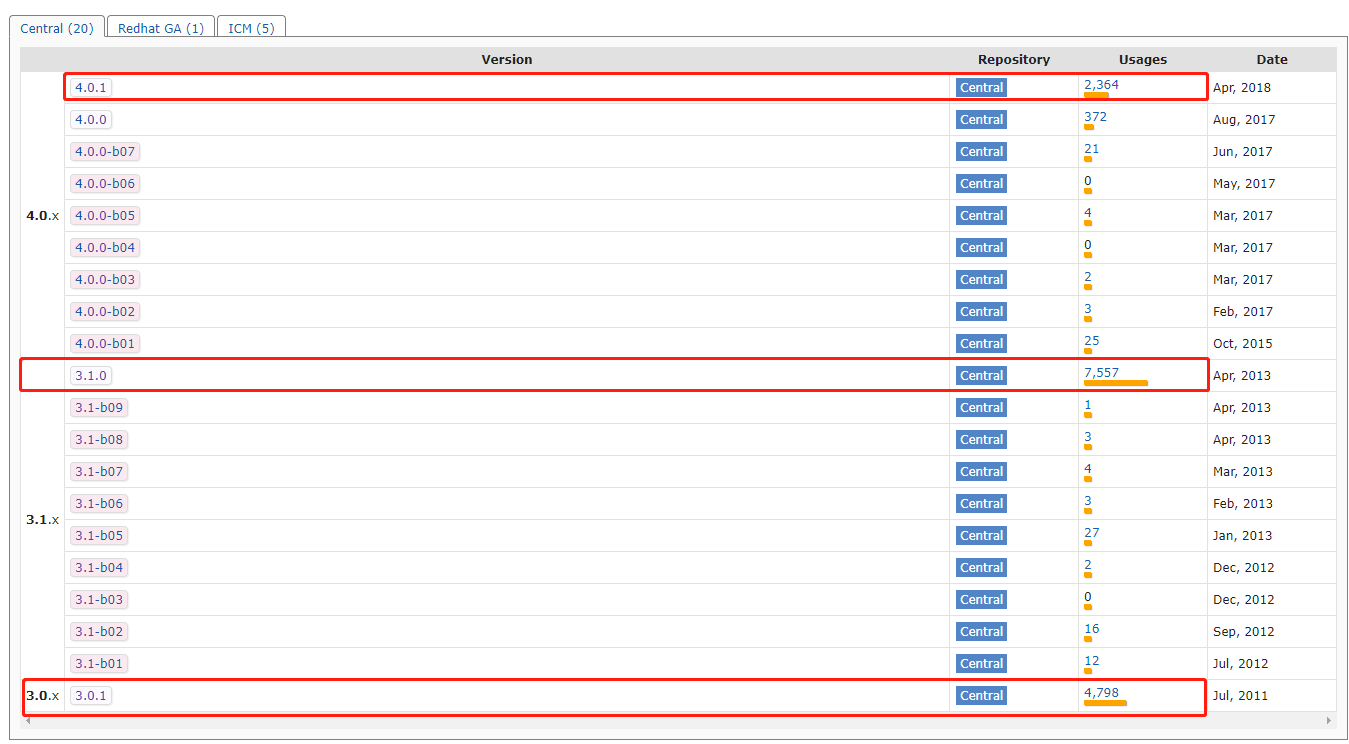 Central (20) Redhat GA (1) ICM (5)
Version Repository Usages Date
4.0.1 Central 2,364 Apr, 2018
4.0.0 Central 372 Aug, 2017
4.0.0-b07 Central 21 Jun, 2017
4.0.0-b06 Central 0 May, 2017
4.0.x 4.0.0-b05 Central 4 Mar, 2017
4.0.0-b04 Central 0 Mar, 2017
4.0.0-b03 Central 2 Mar, 2017
4.0.0-b02 Central 3 Feb, 2017
4.0.0-b01 Central 25 Oct, 2015
3.1.0 Central 7,557 Apr, 2013
3.1-b09 Central 1 Apr, 2013
3.1-b08 Central 3 Apr, 2013
3.1-b07 Central 4 Mar, 2013
3.1-b06 Central 3 Feb, 2013
3.1.x 3.1-b05 Central 27 Jan, 2013
3.1-b04 Central 2 Dec, 2012
3.1-b03 Central 0 Dec, 2012
3.1-b02 Central 16 Sep, 2012
3.1-b01 Central 12 Jul, 2012
3.0.x 3.0.1 Central 4,798 Jul, 2011